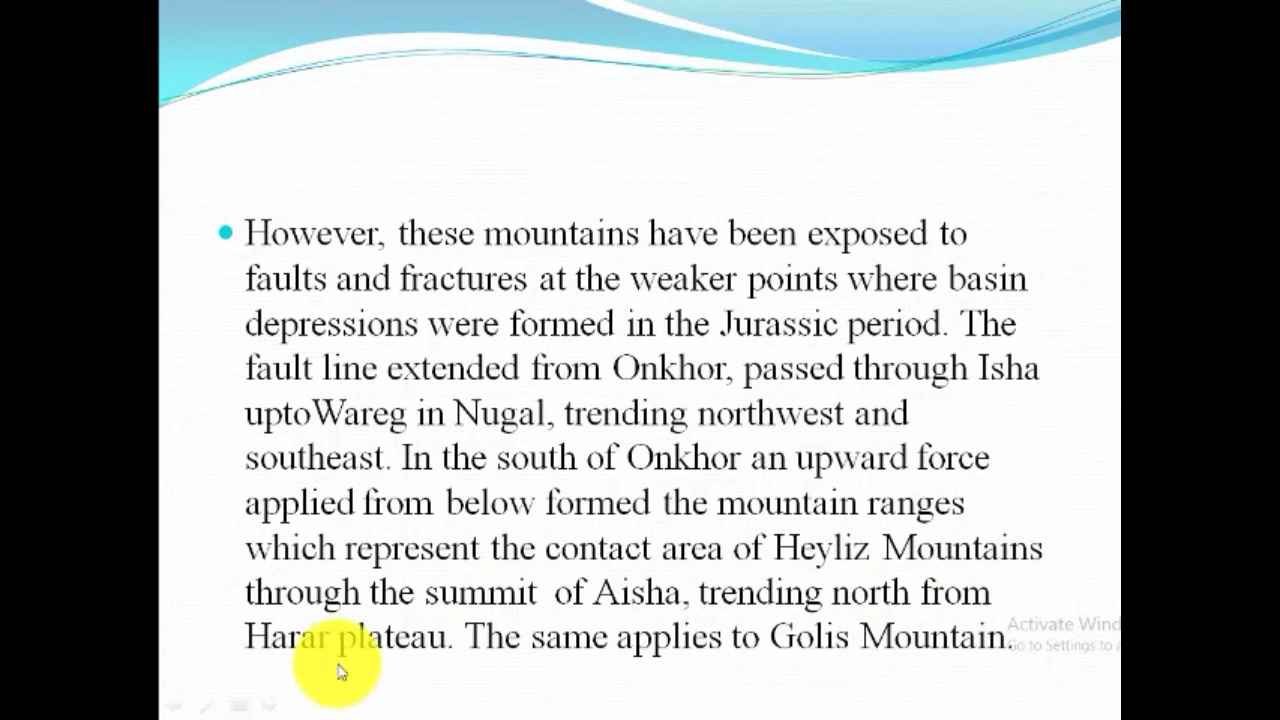 However, these mountains have been exposed to
faults and fractures at the weaker points where basin
depressions were formed in the Jurassic period. The
fault line extended from Onkhor, passed through Isha
uptoWareg in Nugal, trending northwest and
southeast. In the south of Onkhor an upward force
applied from below formed the mountain ranges
which represent the contact area of Heyliz Mountains
through the summit of Aisha, trending north from
Harar plateau. The same applies to Golis Mountain.
Activate Wind
Go to Settings to a